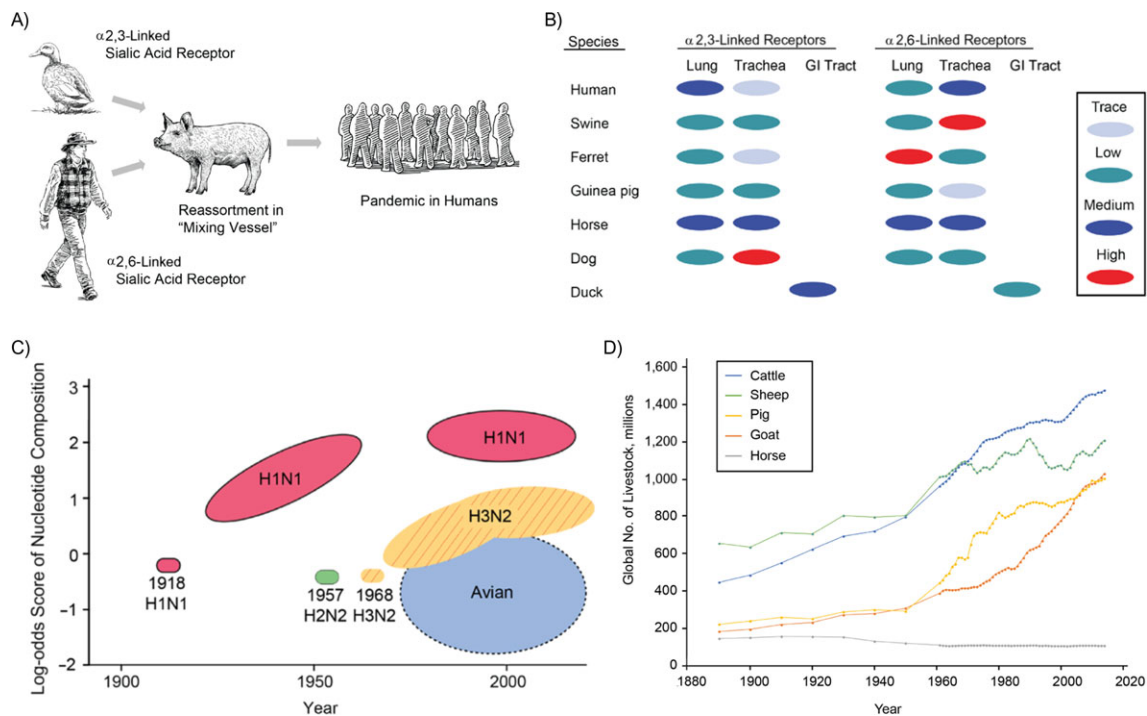 A)
α2,3-Linked
Sialic Acid Receptor
α2,6-Linked
Sialic Acid Receptor
Reassortment in
"Mixing Vessel"
Pandemic in Humans
B)
Species
α2,3-Linked Receptors
α2,6-Linked Receptors
Lung
Trachea
GI Tract
Lung
Trachea
GI Tract
Human
Swine
Ferret
Guinea pig
Horse
Dog
Duck
Trace
Low
Medium
High
C)
Log-odds Score of Nucleotide Composition
3
2
1
0
−1
−2
H1N1
H1N1
H3N2
Avian
1918
H1N1
1957
H2N2
1968
H3N2
1900
1950
2000
Year
D)
Global No. of Livestock, millions
1,600
1,400
1,200
1,000
800
600
400
200
0
Cattle
Sheep
Pig
Goat
Horse
1880
1900
1920
1940
1960
1980
2000
2020
Year